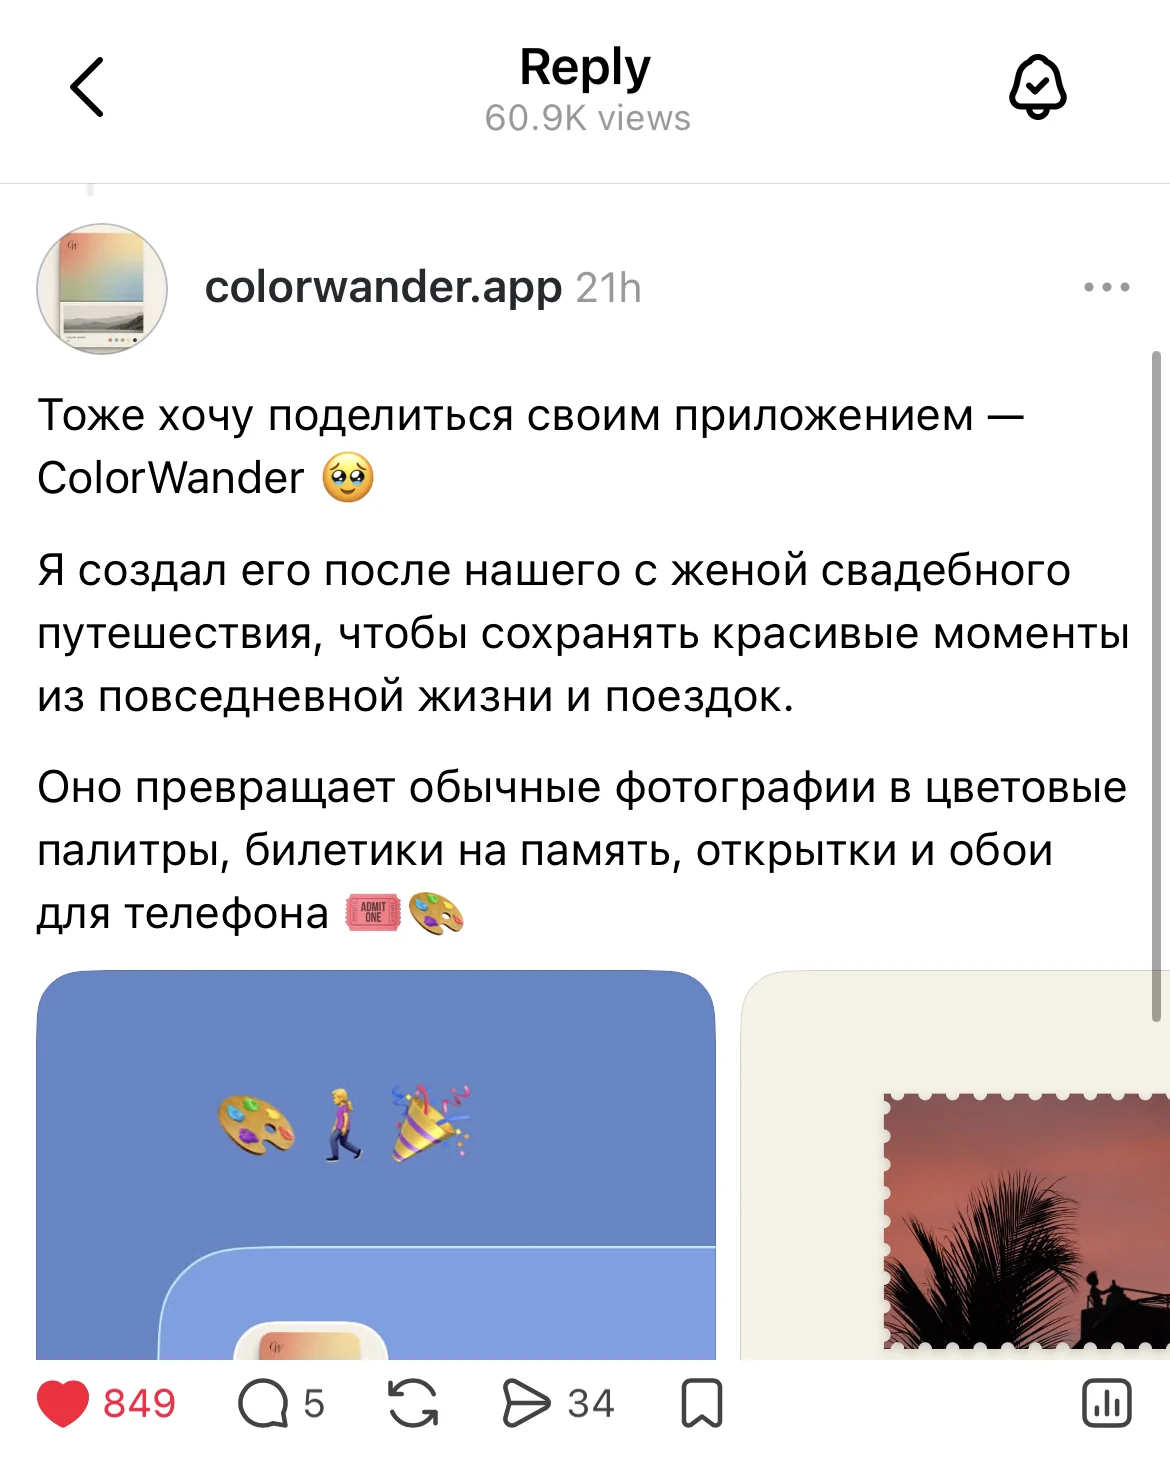 Reply
60.9K views
colorwander.app 21h
Тоже хочу поделиться своим приложением —
ColorWander 🥹
Я создал его после нашего с женой свадебного
путешествия, чтобы сохранять красивые моменты
из повседневной жизни и поездок.
Оно превращает обычные фотографии в цветовые
палитры, билетики на память, открытки и обои
для телефона 🎟️🎨
849 5 34